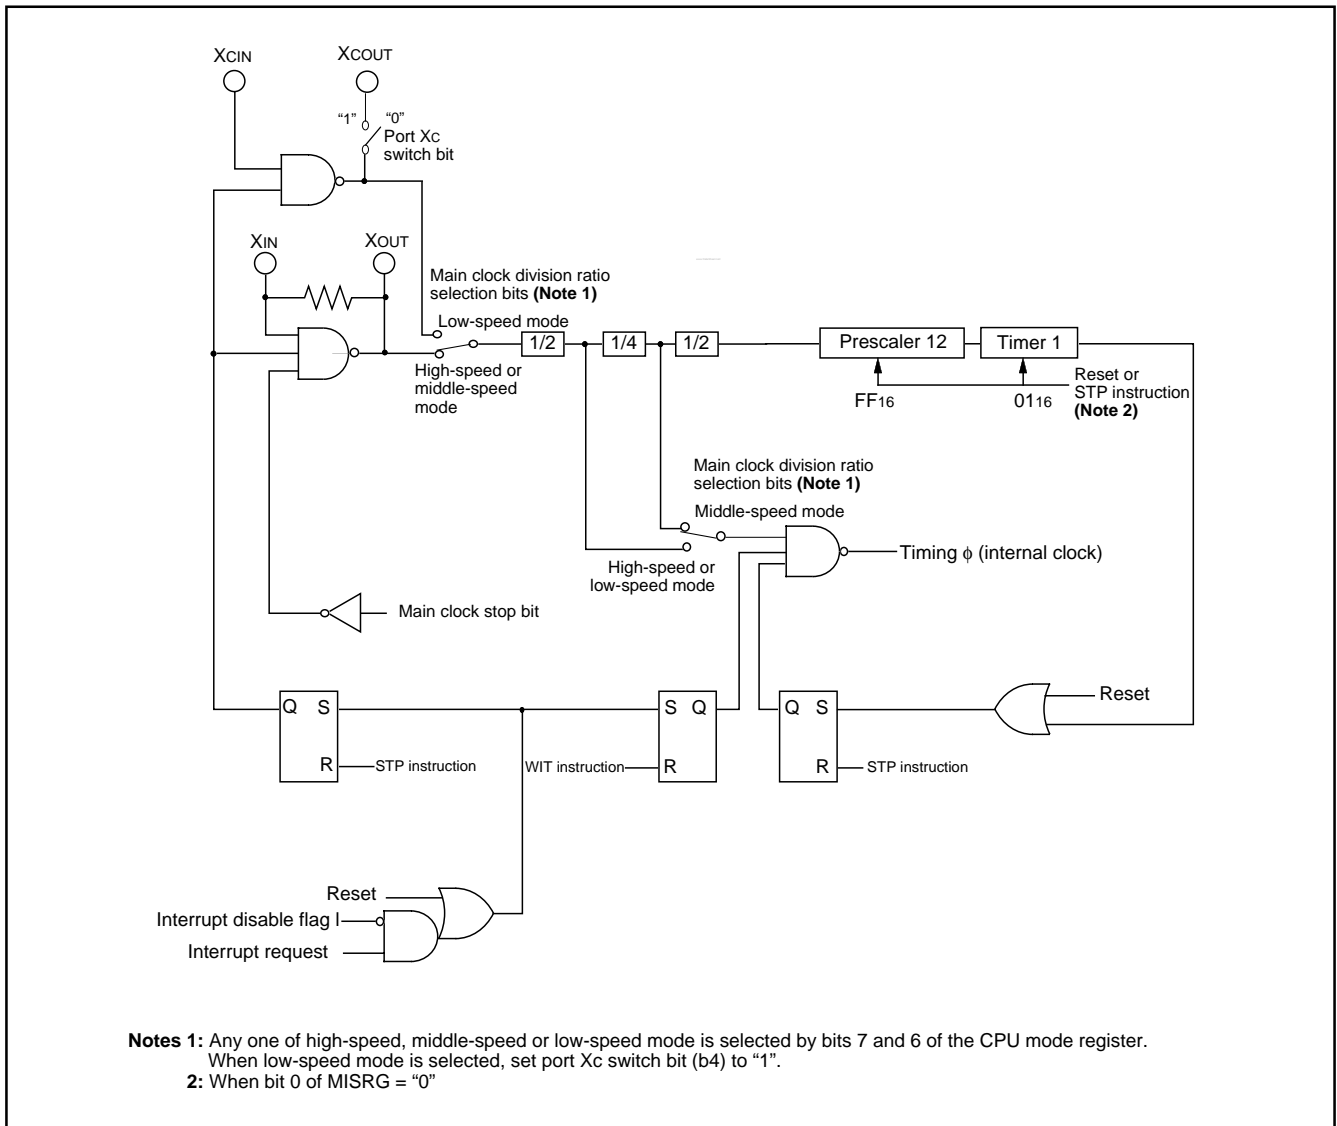 XCIN
XCOUT
“1” “0”
Port XC
switch bit
XIN
XOUT
Main clock division ratio
selection bits (Note 1)
Low-speed mode
1/2
1/4
1/2
Prescaler 12
Timer 1
High-speed or
middle-speed
mode
FF16
0116
Reset or
STP instruction
(Note 2)
Main clock division ratio
selection bits (Note 1)
Middle-speed mode
Timing ϕ (internal clock)
High-speed or
low-speed mode
Main clock stop bit
Q S
R
STP instruction
S Q
R
WIT instruction
Q S
R
STP instruction
Reset
Reset
Interrupt disable flag I
Interrupt request
Notes 1: Any one of high-speed, middle-speed or low-speed mode is selected by bits 7 and 6 of the CPU mode register.
When low-speed mode is selected, set port Xc switch bit (b4) to “1”.
2: When bit 0 of MISRG = “0”